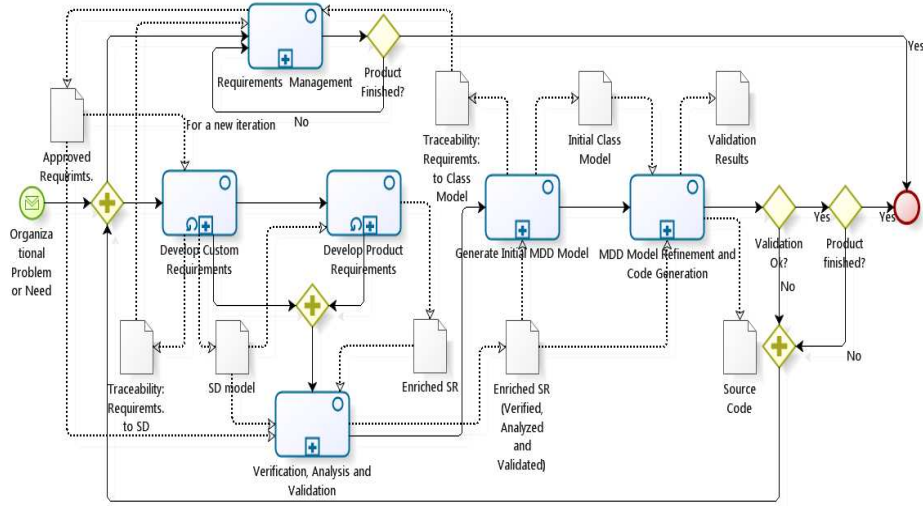 Yes
Requirements Management
Product
Finished?
No
For a new iteration
Approved
Requirimts.
Traceability:
Requiremts.
to Class
Model
Initial Class
Model
Validation
Results
Organiza
tional
Problem
or Need
Develop Custom
Requirements
Develop Product
Requirements
Generate Initial MDD Model
MDD Model Refinement and
Code Generation
Validation
Ok?
Yes
Product
finished?
Yes
No
No
Traceability:
Requiremts.
to SD
SD model
Enriched SR
Enriched SR
(Verified,
Analyzed
and
Validated)
Source
Code
Verification, Analysis and
Validation